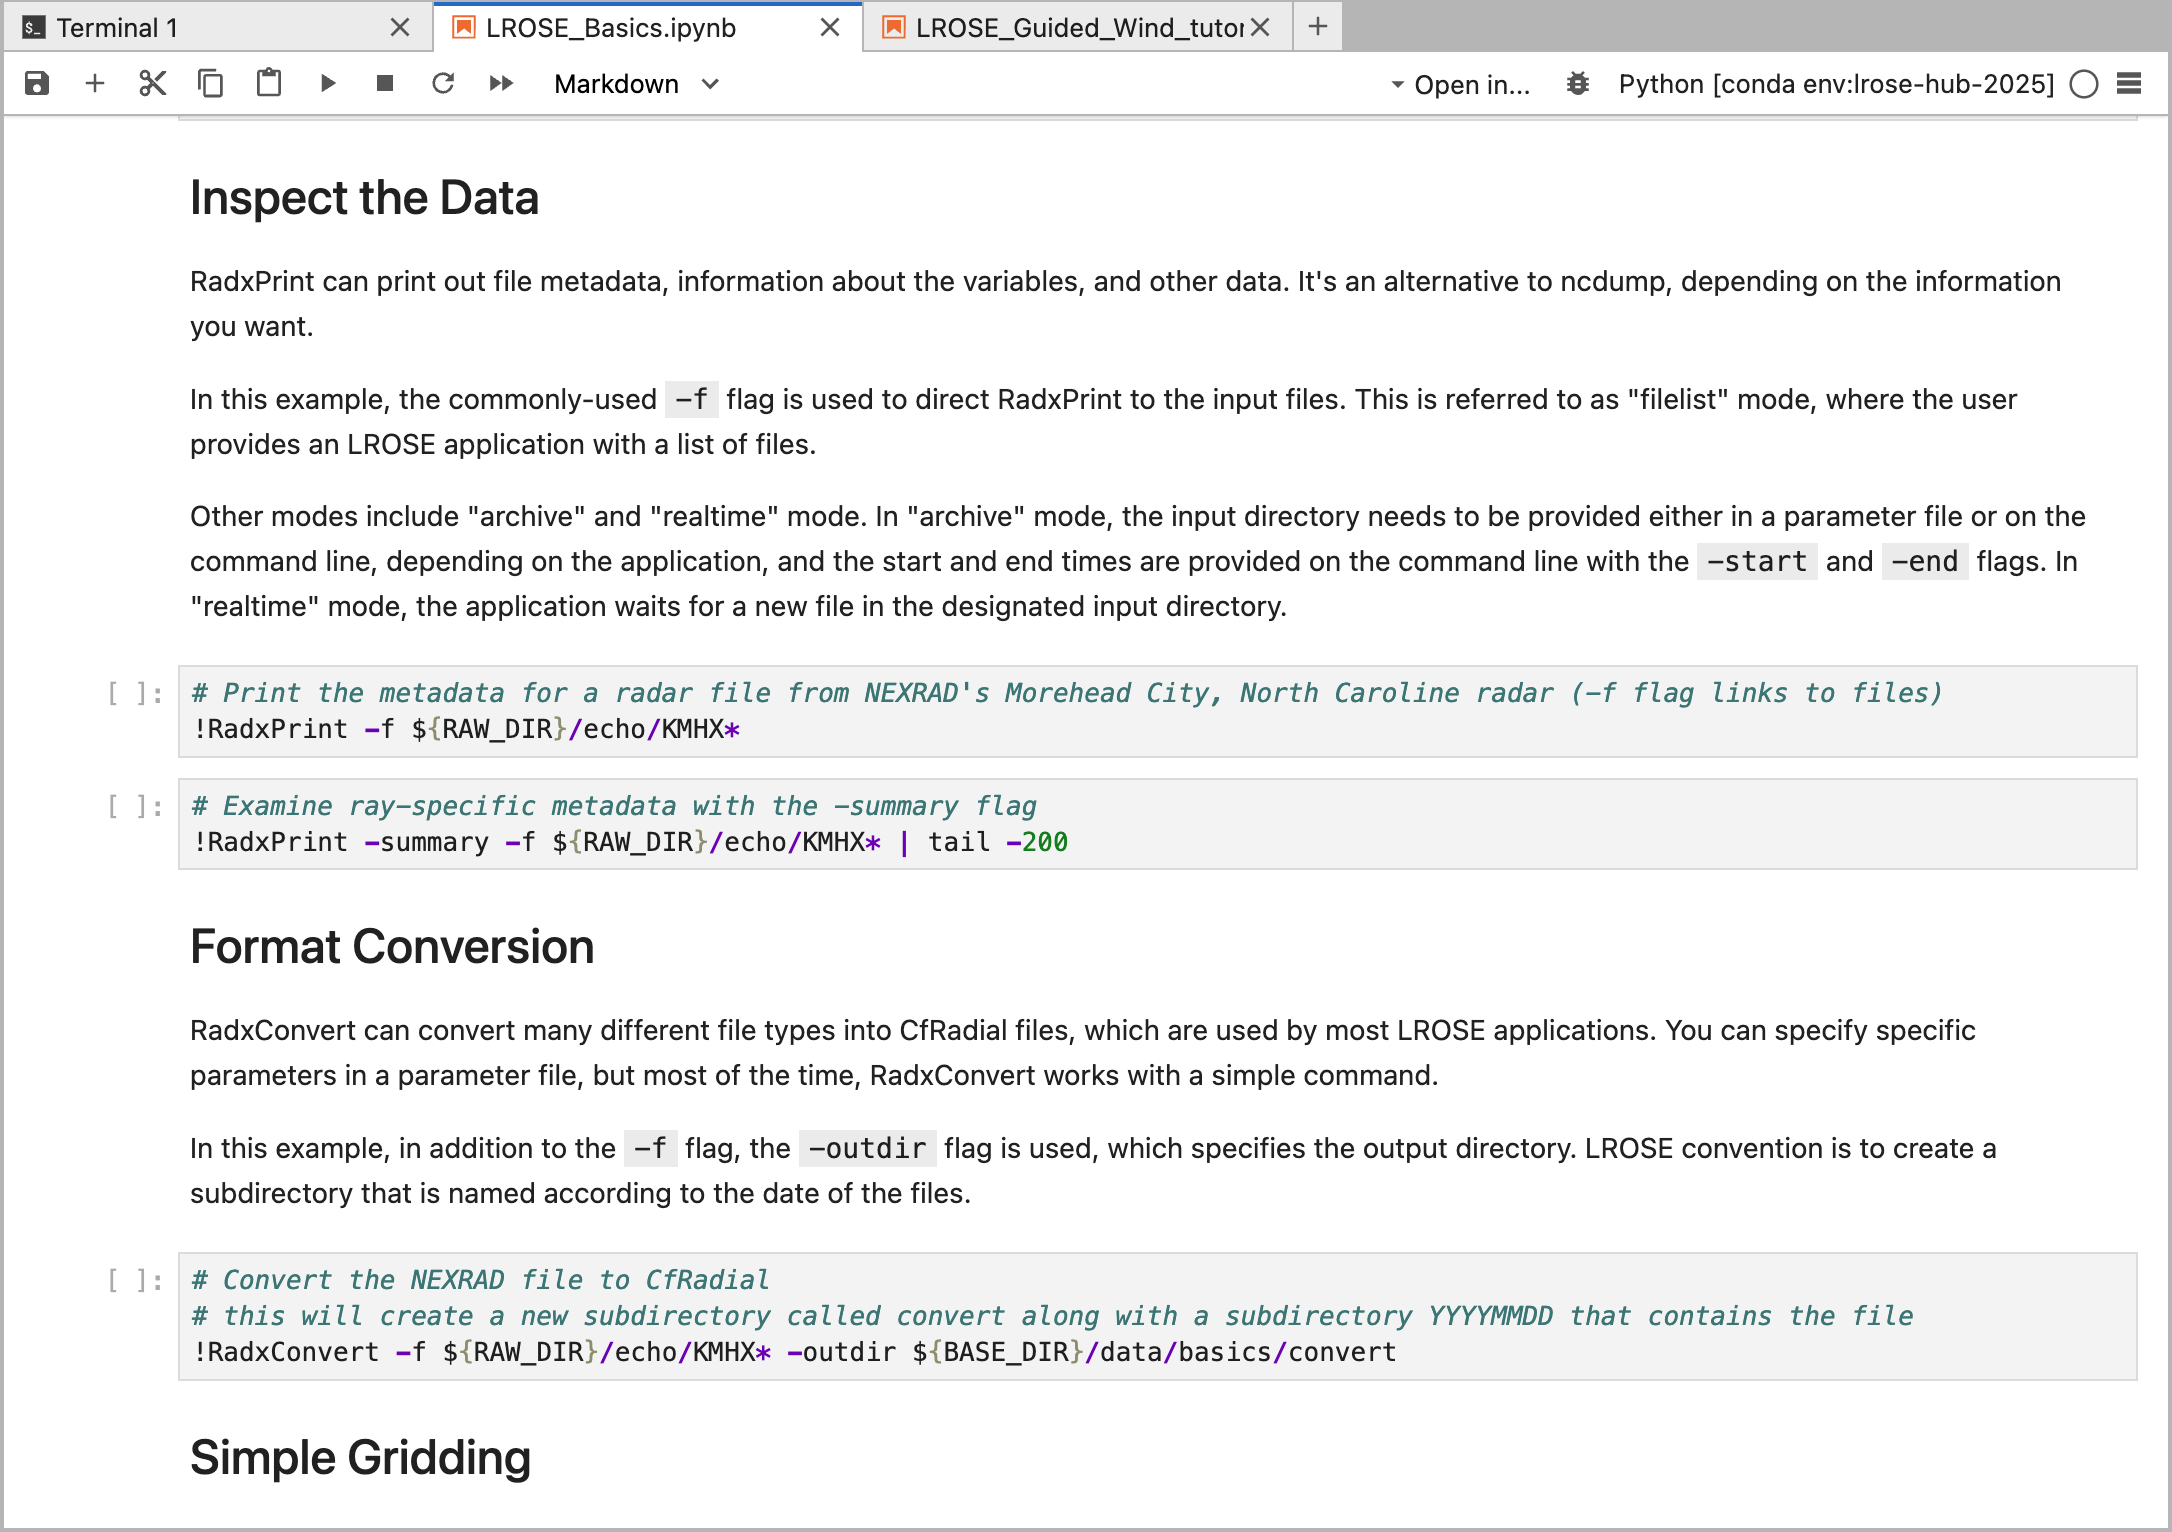 Terminal 1
LROSE_Basics.ipynb
LROSE_Guided_Wind_tutor
Markdown
Open in...
Python [conda env:lrose-hub-2025]
Inspect the Data
RadxPrint can print out file metadata, information about the variables, and other data. It's an alternative to ncdump, depending on the information
you want.
In this example, the commonly-used -f flag is used to direct RadxPrint to the input files. This is referred to as "filelist" mode, where the user
provides an LROSE application with a list of files.
Other modes include "archive" and "realtime" mode. In "archive" mode, the input directory needs to be provided either in a parameter file or on the
command line, depending on the application, and the start and end times are provided on the command line with the -start and -end flags. In
"realtime" mode, the application waits for a new file in the designated input directory.
[ ]: # Print the metadata for a radar file from NEXRAD's Morehead City, North Caroline radar (-f flag links to files)
!RadxPrint -f ${RAW_DIR}/echo/KMHX*
[ ]: # Examine ray-specific metadata with the -summary flag
!RadxPrint -summary -f ${RAW_DIR}/echo/KMHX* | tail -200
Format Conversion
RadxConvert can convert many different file types into CfRadial files, which are used by most LROSE applications. You can specify specific
parameters in a parameter file, but most of the time, RadxConvert works with a simple command.
In this example, in addition to the -f flag, the -outdir flag is used, which specifies the output directory. LROSE convention is to create a
subdirectory that is named according to the date of the files.
[ ]: # Convert the NEXRAD file to CfRadial
# this will create a new subdirectory called convert along with a subdirectory YYYYMMDD that contains the file
!RadxConvert -f ${RAW_DIR}/echo/KMHX* -outdir ${BASE_DIR}/data/basics/convert
Simple Gridding